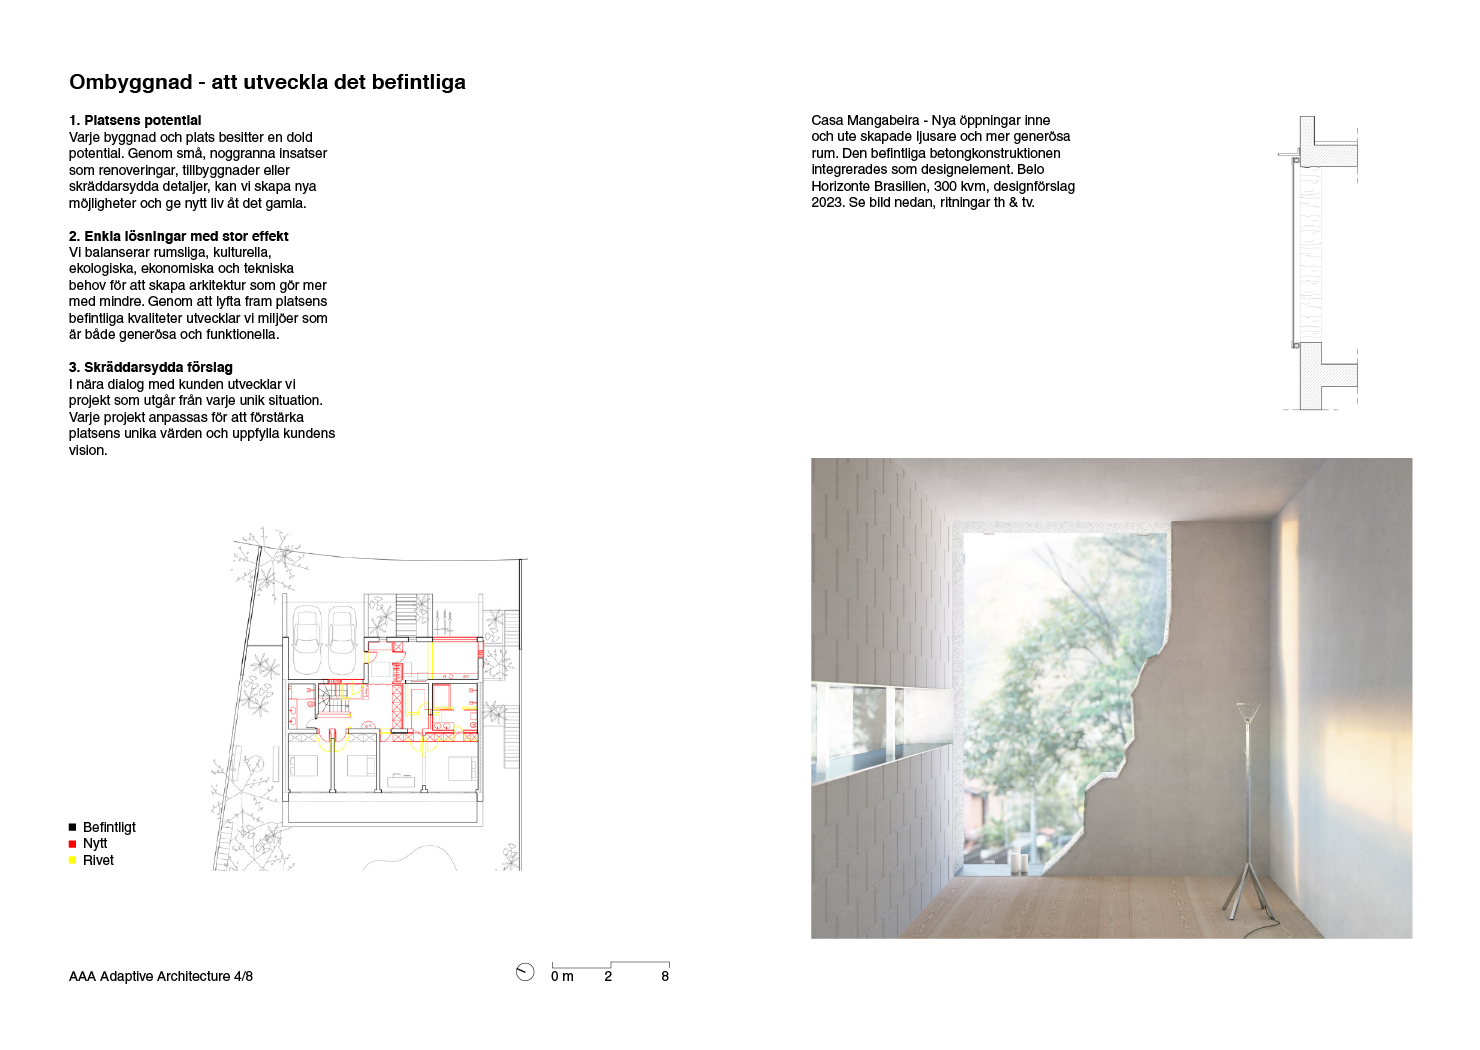 Ombyggnad - att utveckla det befintliga
1. Platsens potential
Varje byggnad och plats besitter en dold
potential. Genom små, noggranna insatser
som renoveringar, tillbyggnader eller
skräddarsydda detaljer, kan vi skapa nya
möjligheter och ge nytt liv åt det gamla.
2. Enkla lösningar med stor effekt
Vi balanserar rumsliga, kulturella,
ekologiska, ekonomiska och tekniska
behov för att skapa arkitektur som gör mer
med mindre. Genom att lyfta fram platsens
befintliga kvaliteter utvecklar vi miljöer som
är både generösa och funktionella.
3. Skräddarsydda förslag
I nära dialog med kunden utvecklar vi
projekt som utgår från varje unik situation.
Varje projekt anpassas för att förstärka
platsens unika värden och uppfylla kundens
vision.
Befintligt
Nytt
Rivet
AAA Adaptive Architecture 4/8
0 m 2 8
Casa Mangabeira - Nya öppningar inne
och ute skapade ljusare och mer generösa
rum. Den befintliga betongkonstruktionen
integrerades som designelement. Belo
Horizonte Brasilien, 300 kvm, designförslag
2023. Se bild nedan, ritningar th & tv.